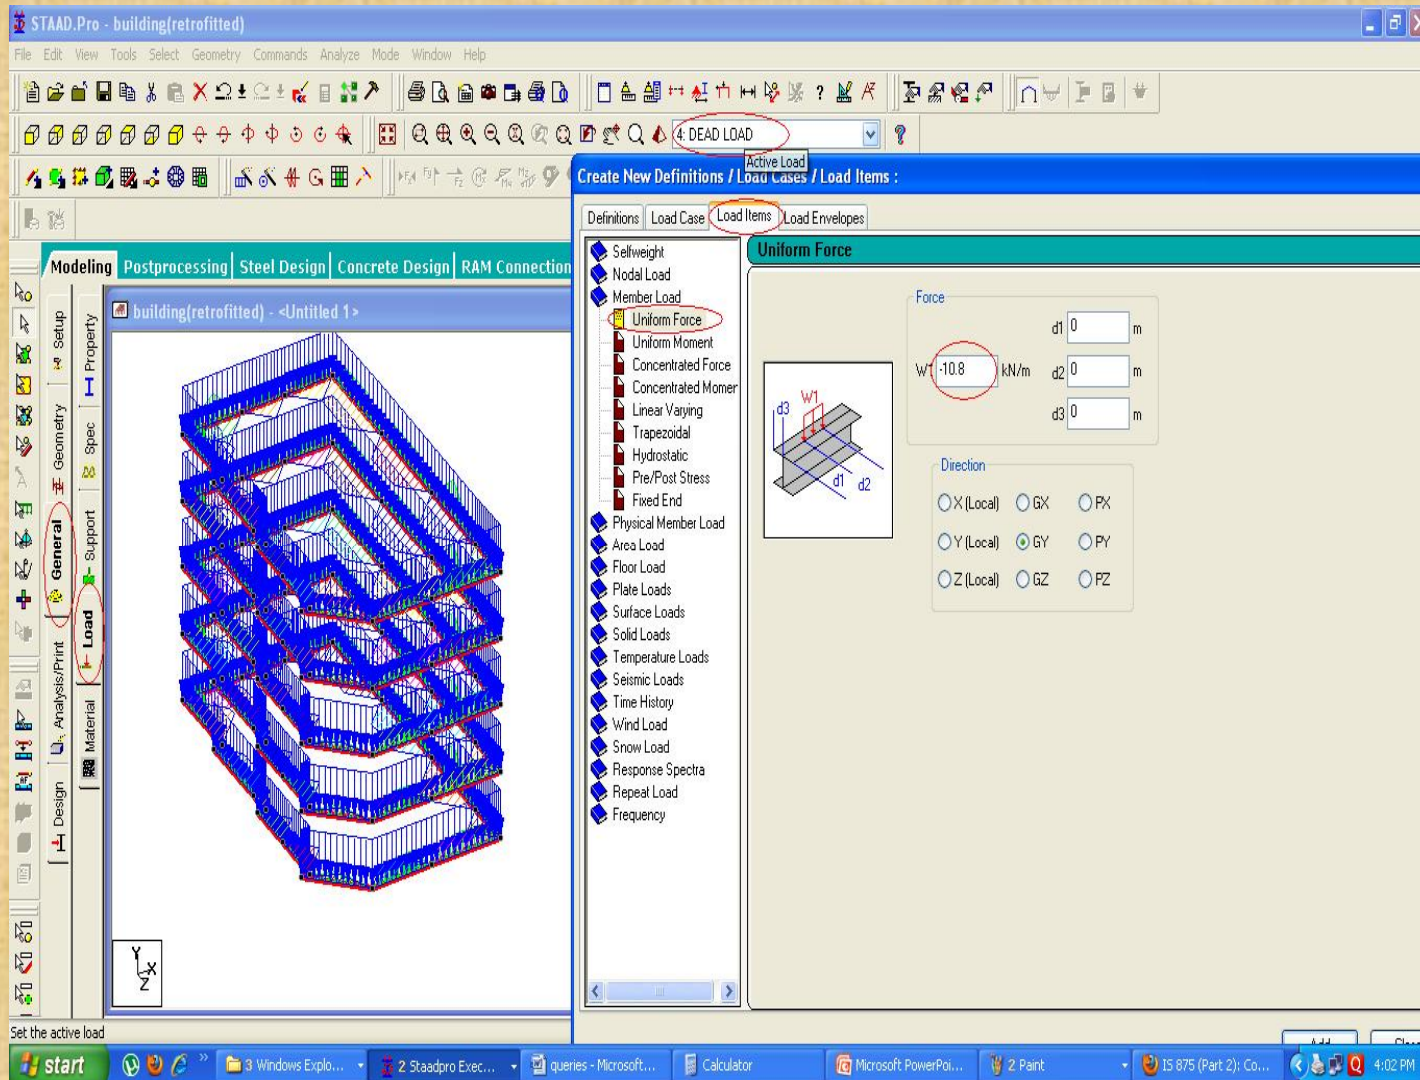 STAAD.Pro - building(retrofitted)
File Edit View Tools Select Geometry Commands Analyze Mode Window Help
4: DEAD LOAD
Active Load
Create New Definitions / Load Cases / Load Items :
Definitions Load Case Load Items Load Envelopes
Modeling Postprocessing Steel Design Concrete Design RAM Connection
building(retrofitted) - <Untitled 1>
Setup
Geometry
General
Analysis/Print
Design
Property
Spec
Support
Load
Material
Y
X
Z
Selfweight
Nodal Load
Member Load
Uniform Force
Uniform Moment
Concentrated Force
Concentrated Momer
Linear Varying
Trapezoidal
Hydrostatic
Pre/Post Stress
Fixed End
Physical Member Load
Area Load
Floor Load
Plate Loads
Surface Loads
Solid Loads
Temperature Loads
Seismic Loads
Time History
Wind Load
Snow Load
Response Spectra
Repeat Load
Frequency
Uniform Force
W1
d3
d1 d2
Force
d1 0 m
W1 -10.8 kN/m d2 0 m
d3 0 m
Direction
X (Local) GX PX
Y (Local) GY PY
Z (Local) GZ PZ
Add Close
Set the active load
start 3 Windows Explo... 2 Staadpro Exec... queries - Microsoft... Calculator Microsoft PowerPoi... 2 Paint IS 875 (Part 2): Co... 4:02 PM